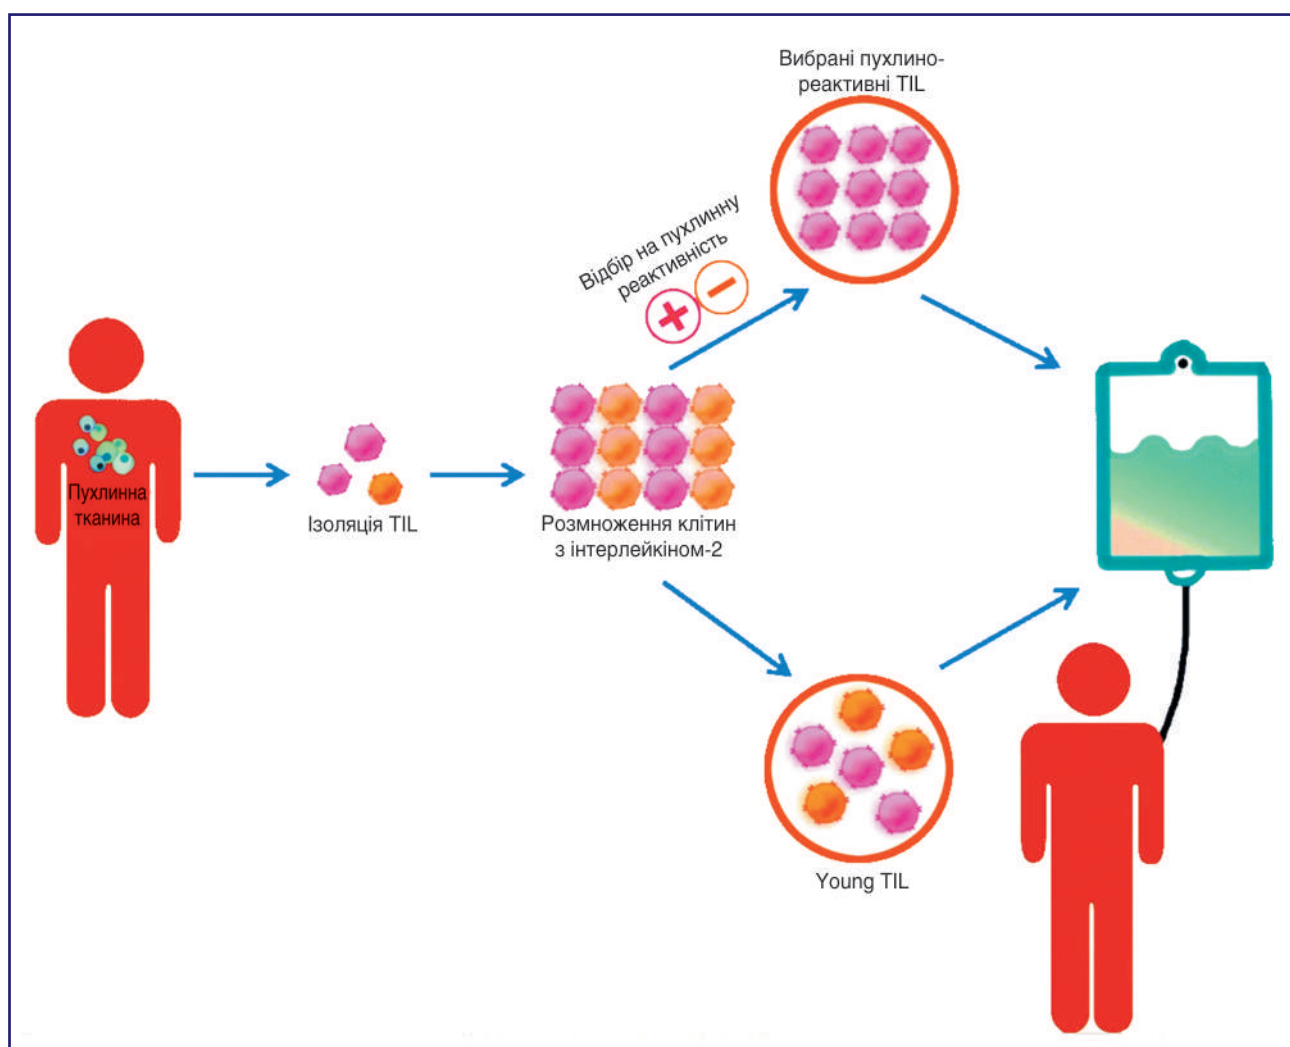 Вибрані пухлино-
реактивні TIL
Відбір на пухлинну
реактивність
Пухлинна
тканина
Ізоляція TIL
Розмноження клітин
з інтерлейкіном-2
Young TIL